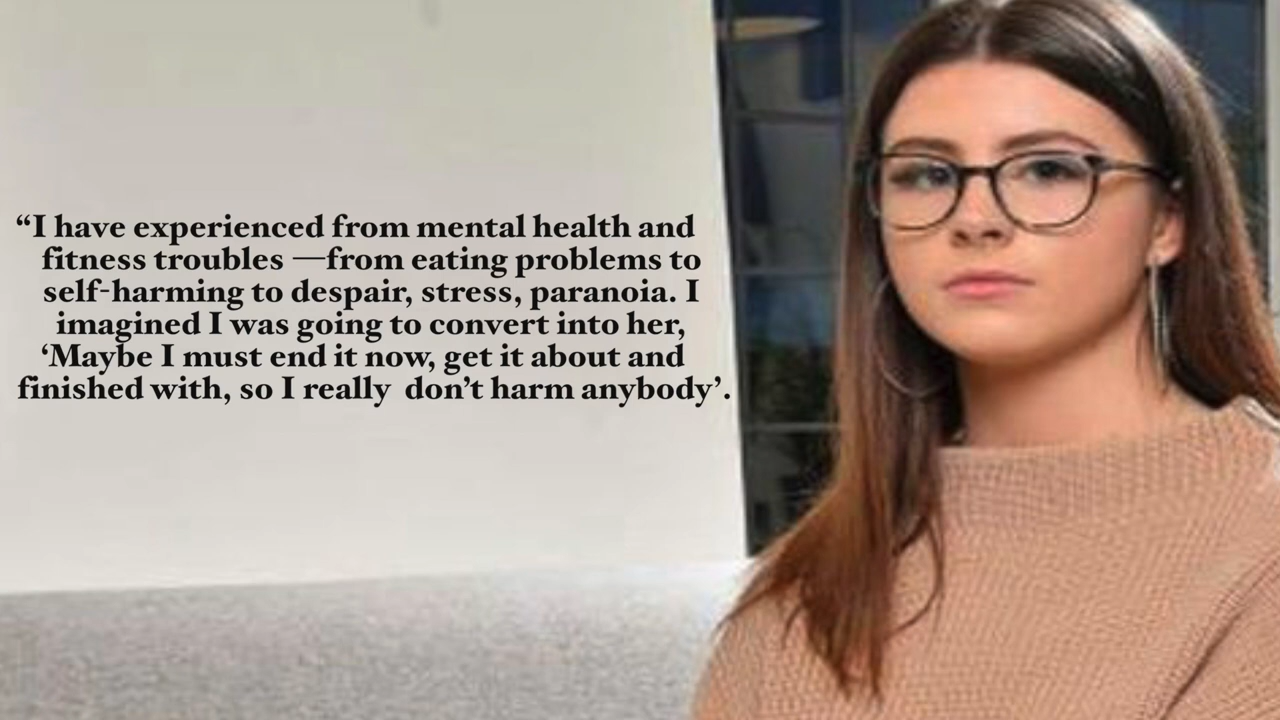 “I have experienced from mental health and
fitness troubles —from eating problems to
self-harming to despair, stress, paranoia. I
imagined I was going to convert into her,
‘Maybe I must end it now, get it about and
finished with, so I really  don’t harm anybody’.